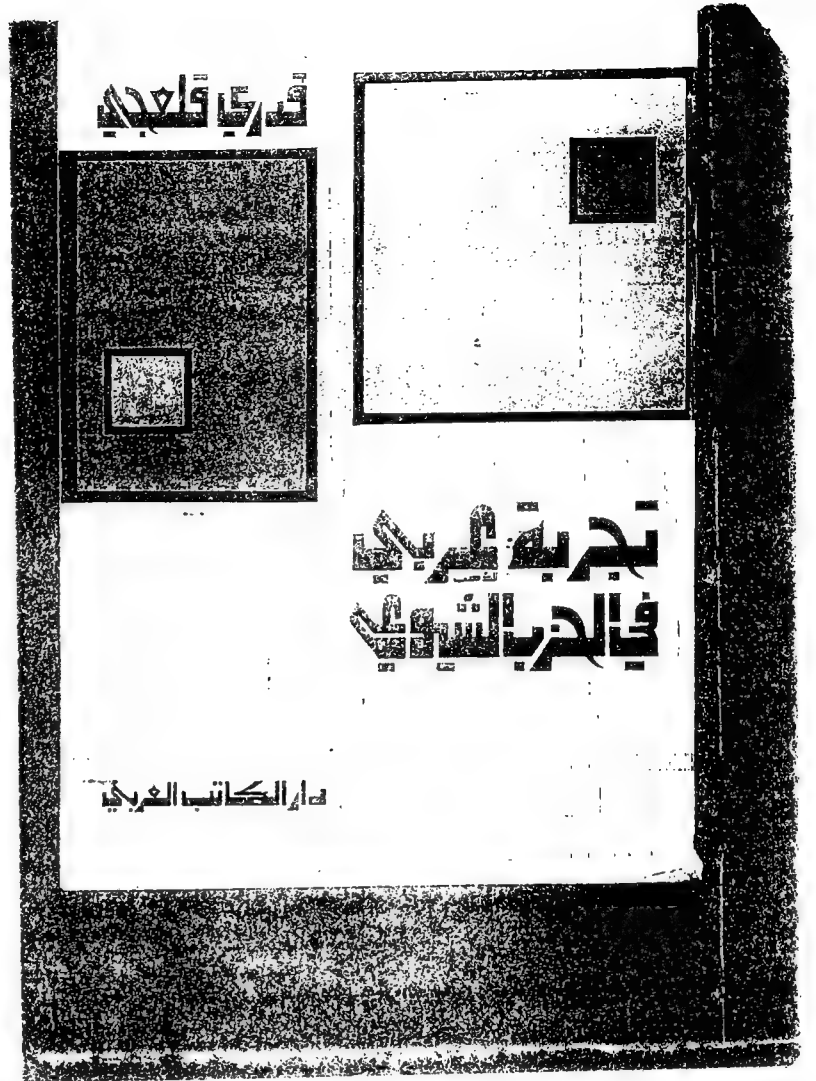 قدري قلعجي
تجربة عربي
في الحزب الشيوعي
دار الكاتب العربي